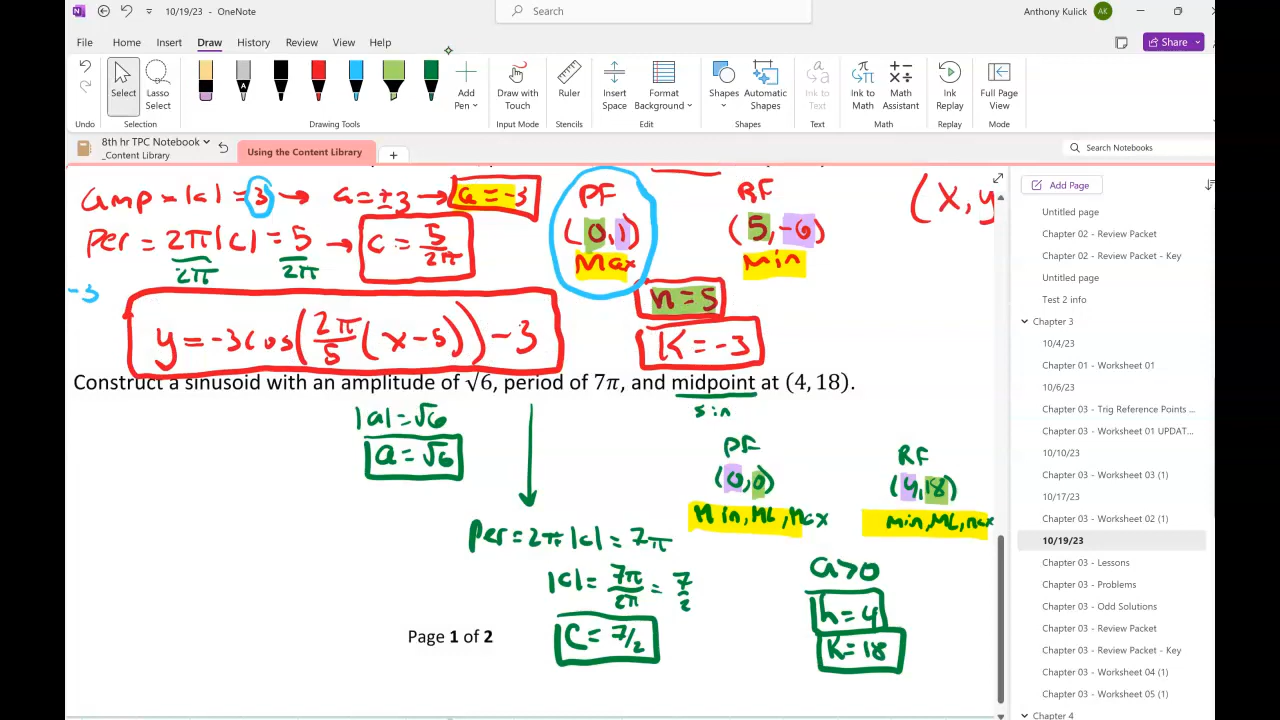 10/19/23 - OneNote
Search
Anthony Kulick
AK
File Home Insert Draw History Review View Help
Share
Undo
Select
Lasso Select
Selection
Drawing Tools
Add Pen
Draw with Touch
Input Mode
Ruler
Stencils
Insert Space
Format Background
Edit
Shapes
Automatic Shapes
Shapes
Ink to Text
Text
Ink to Math
Math Assistant
Math
Ink Replay
Replay
Full Page View
Mode
8th hr TPC Notebook
_Content Library
Using the Content Library
+
Search Notebooks
amp = |a| = 3 → a = ±3 → a = -3
Per = 2π|c| = 5 → c = 5/2π
2π 2π
PF
(0,1)
Max
RF
(5,-6)
Min
(x,y
-3
h = 5
K = -3
y = -3cos(2π/5(x-5)) - 3
Construct a sinusoid with an amplitude of √6, period of 7π, and midpoint at (4, 18).
sin
|a| = √6
a = √6
PF
(0,0)
Min, ML, Max
RF
(4,18)
min, ML, max
Per = 2π|c| = 7π
|c| = 7π/2π = 7/2
C = 7/2
a>0
h=4
K=18
Page 1 of 2
Add Page
Untitled page
Chapter 02 - Review Packet
Chapter 02 - Review Packet - Key
Untitled page
Test 2 info
Chapter 3
10/4/23
Chapter 01 - Worksheet 01
10/6/23
Chapter 03 - Trig Reference Points ...
Chapter 03 - Worksheet 01 UPDAT...
10/10/23
Chapter 03 - Worksheet 03 (1)
10/17/23
Chapter 03 - Worksheet 02 (1)
10/19/23
Chapter 03 - Lessons
Chapter 03 - Problems
Chapter 03 - Odd Solutions
Chapter 03 - Review Packet
Chapter 03 - Review Packet - Key
Chapter 03 - Worksheet 04 (1)
Chapter 03 - Worksheet 05 (1)
Chapter 4